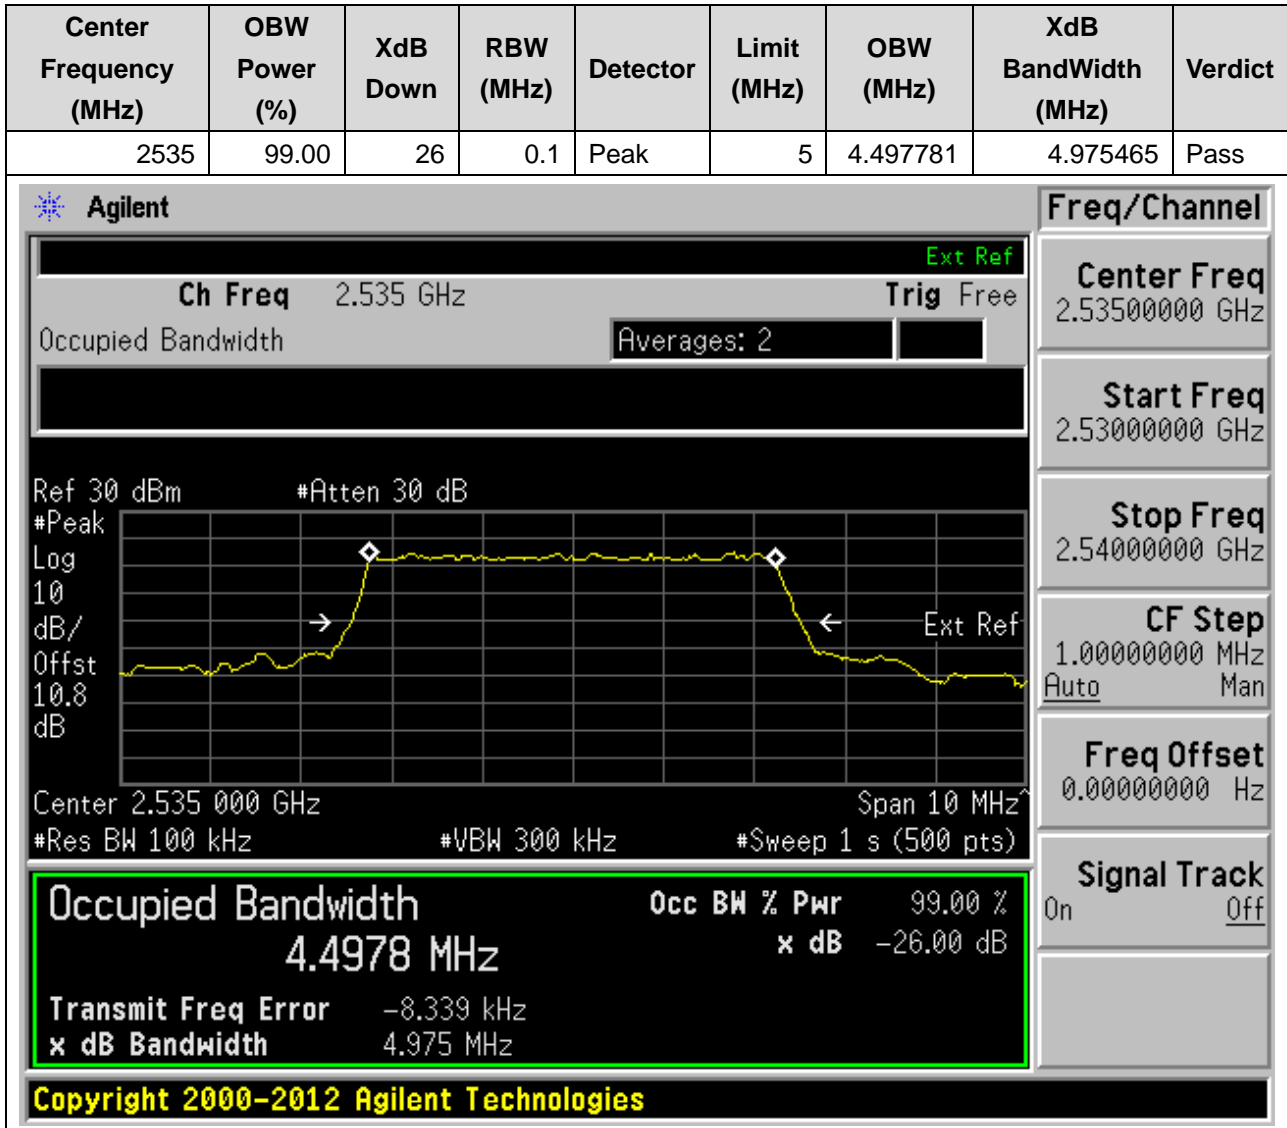 Center Frequency (MHz) OBW Power (%) XdB Down RBW (MHz) Detector Limit (MHz) OBW (MHz) XdB BandWidth (MHz) Verdict
2535 99.00 26 0.1 Peak 5 4.497781 4.975465 Pass
Agilent
Freq/Channel
Ext Ref
Ch Freq 2.535 GHz Trig Free
Occupied Bandwidth Averages: 2
Center Freq
2.53500000 GHz
Start Freq
2.53000000 GHz
Stop Freq
2.54000000 GHz
CF Step
1.00000000 MHz
Auto Man
Freq Offset
0.00000000 Hz
Signal Track
On Off
Ref 30 dBm #Atten 30 dB
#Peak
Log
10
dB/
Offst
10.8
dB
Ext Ref
Center 2.535 000 GHz Span 10 MHz^
#Res BW 100 kHz #VBW 300 kHz #Sweep 1 s (500 pts)
Occupied Bandwidth Occ BW % Pwr 99.00 %
4.4978 MHz x dB -26.00 dB
Transmit Freq Error -8.339 kHz
x dB Bandwidth 4.975 MHz
Copyright 2000-2012 Agilent Technologies